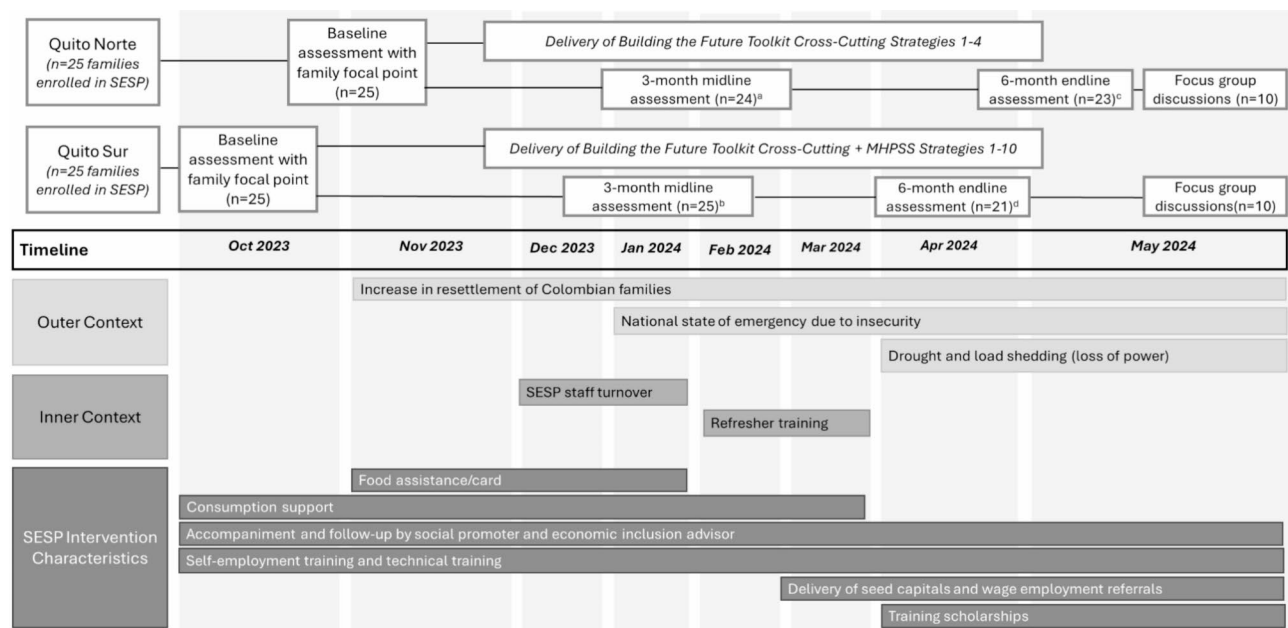 Quito Norte
(n=25 families
enrolled in SESP)
Baseline
assessment with
family focal point
(n=25)
Delivery of Building the Future Toolkit Cross-Cutting Strategies 1-4
3-month midline
assessment (n=24)ᵃ
6-month endline
assessment (n=23)ᶜ
Focus group
discussions (n=10)
Quito Sur
(n=25 families
enrolled in SESP)
Baseline
assessment with
family focal point
(n=25)
Delivery of Building the Future Toolkit Cross-Cutting + MHPSS Strategies 1-10
3-month midline
assessment (n=25)ᵇ
6-month endline
assessment (n=21)ᵈ
Focus group
discussions(n=10)
Timeline
Oct 2023
Nov 2023
Dec 2023
Jan 2024
Feb 2024
Mar 2024
Apr 2024
May 2024
Outer Context
Increase in resettlement of Colombian families
National state of emergency due to insecurity
Drought and load shedding (loss of power)
Inner Context
SESP staff turnover
Refresher training
SESP Intervention
Characteristics
Food assistance/card
Consumption support
Accompaniment and follow-up by social promoter and economic inclusion advisor
Self-employment training and technical training
Delivery of seed capitals and wage employment referrals
Training scholarships